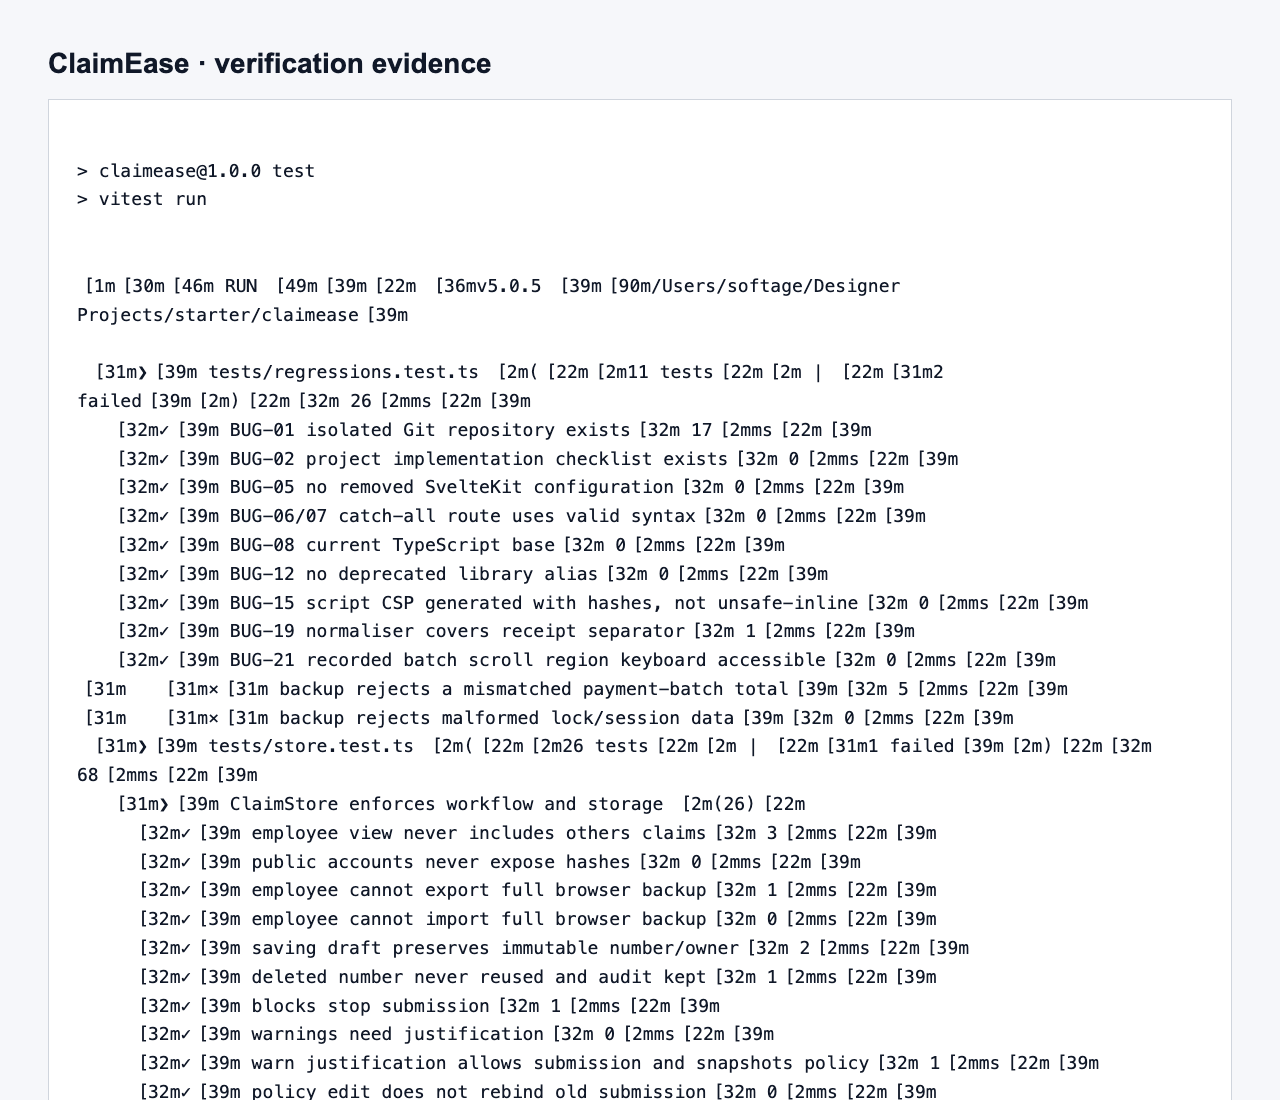 ClaimEase · verification evidence
> claimease@1.0.0 test
> vitest run
[1m [30m [46m RUN  [49m [39m [22m  [36mv5.0.5  [39m [90m/Users/softage/Designer
Projects/starter/claimease [39m
[31m❯ [39m tests/regressions.test.ts  [2m( [22m [2m11 tests [22m [2m |  [22m [31m2
failed [39m [2m) [22m [32m 26 [2mms [22m [39m
[32m✓ [39m BUG-01 isolated Git repository exists [32m 17 [2mms [22m [39m
[32m✓ [39m BUG-02 project implementation checklist exists [32m 0 [2mms [22m [39m
[32m✓ [39m BUG-05 no removed SvelteKit configuration [32m 0 [2mms [22m [39m
[32m✓ [39m BUG-06/07 catch-all route uses valid syntax [32m 0 [2mms [22m [39m
[32m✓ [39m BUG-08 current TypeScript base [32m 0 [2mms [22m [39m
[32m✓ [39m BUG-12 no deprecated library alias [32m 0 [2mms [22m [39m
[32m✓ [39m BUG-15 script CSP generated with hashes, not unsafe-inline [32m 0 [2mms [22m [39m
[32m✓ [39m BUG-19 normaliser covers receipt separator [32m 1 [2mms [22m [39m
[32m✓ [39m BUG-21 recorded batch scroll region keyboard accessible [32m 0 [2mms [22m [39m
[31m    [31m× [31m backup rejects a mismatched payment-batch total [39m [32m 5 [2mms [22m [39m
[31m    [31m× [31m backup rejects malformed lock/session data [39m [32m 0 [2mms [22m [39m
[31m❯ [39m tests/store.test.ts  [2m( [22m [2m26 tests [22m [2m |  [22m [31m1 failed [39m [2m) [22m [32m
68 [2mms [22m [39m
[31m❯ [39m ClaimStore enforces workflow and storage  [2m(26) [22m
[32m✓ [39m employee view never includes others claims [32m 3 [2mms [22m [39m
[32m✓ [39m public accounts never expose hashes [32m 0 [2mms [22m [39m
[32m✓ [39m employee cannot export full browser backup [32m 1 [2mms [22m [39m
[32m✓ [39m employee cannot import full browser backup [32m 0 [2mms [22m [39m
[32m✓ [39m saving draft preserves immutable number/owner [32m 2 [2mms [22m [39m
[32m✓ [39m deleted number never reused and audit kept [32m 1 [2mms [22m [39m
[32m✓ [39m blocks stop submission [32m 1 [2mms [22m [39m
[32m✓ [39m warnings need justification [32m 0 [2mms [22m [39m
[32m✓ [39m warn justification allows submission and snapshots policy [32m 1 [2mms [22m [39m
[32m✓ [39m policy edit does not rebind old submission [32m 0 [2mms [22m [39m